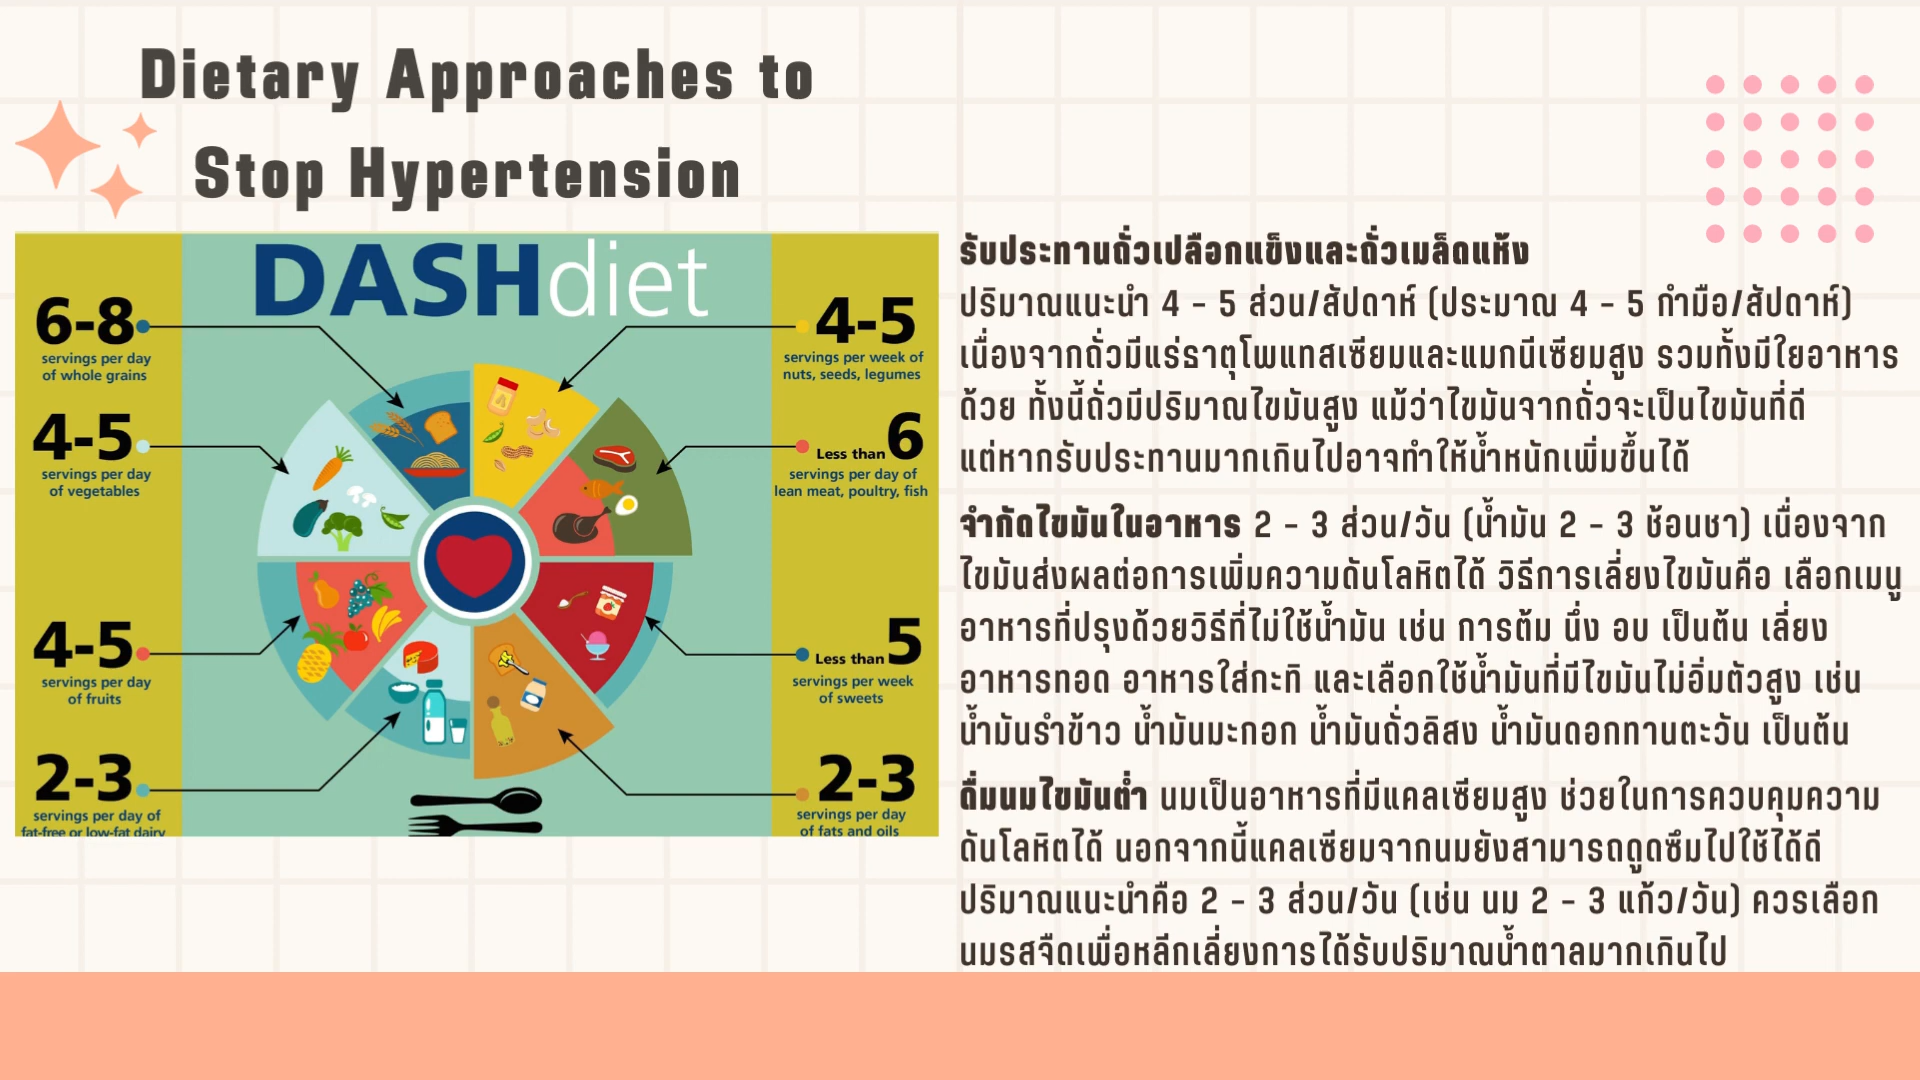 Dietary Approaches to
Stop Hypertension
DASHdiet
6-8
servings per day
of whole grains
4-5
servings per day
of vegetables
4-5
servings per day
of fruits
2-3
servings per day of
fat-free or low-fat dairy
4-5
servings per week of
nuts, seeds, legumes
Less than 6
servings per day of
lean meat, poultry, fish
Less than 5
servings per week
of sweets
2-3
servings per day
of fats and oils
รับประทานถั่วเปลือกแข็งและถั่วเมล็ดแห้ง
ปริมาณแนะนำ 4 - 5 ส่วน/สัปดาห์ (ประมาณ 4 - 5 กำมือ/สัปดาห์)
เนื่องจากถั่วมีแร่ธาตุโพแทสเซียมและแมกนีเซียมสูง รวมทั้งมีใยอาหาร
ด้วย ทั้งนี้ถั่วมีปริมาณไขมันสูง แม้ว่าไขมันจากถั่วจะเป็นไขมันที่ดี
แต่หากรับประทานมากเกินไปอาจทำให้น้ำหนักเพิ่มขึ้นได้
จำกัดไขมันในอาหาร 2 - 3 ส่วน/วัน (น้ำมัน 2 - 3 ช้อนชา) เนื่องจาก
ไขมันส่งผลต่อการเพิ่มความดันโลหิตได้ วิธีการเลี่ยงไขมันคือ เลือกเมนู
อาหารที่ปรุงด้วยวิธีที่ไม่ใช้น้ำมัน เช่น การต้ม นึ่ง อบ เป็นต้น เลี่ยง
อาหารทอด อาหารใส่กะทิ และเลือกใช้น้ำมันที่มีไขมันไม่อิ่มตัวสูง เช่น
น้ำมันรำข้าว น้ำมันมะกอก น้ำมันถั่วลิสง น้ำมันดอกทานตะวัน เป็นต้น
ดื่มนมไขมันต่ำ นมเป็นอาหารที่มีแคลเซียมสูง ช่วยในการควบคุมความ
ดันโลหิตได้ นอกจากนี้แคลเซียมจากนมยังสามารถดูดซึมไปใช้ได้ดี
ปริมาณแนะนำคือ 2 - 3 ส่วน/วัน (เช่น นม 2 - 3 แก้ว/วัน) ควรเลือก
นมรสจืดเพื่อหลีกเลี่ยงการได้รับปริมาณน้ำตาลมากเกินไป